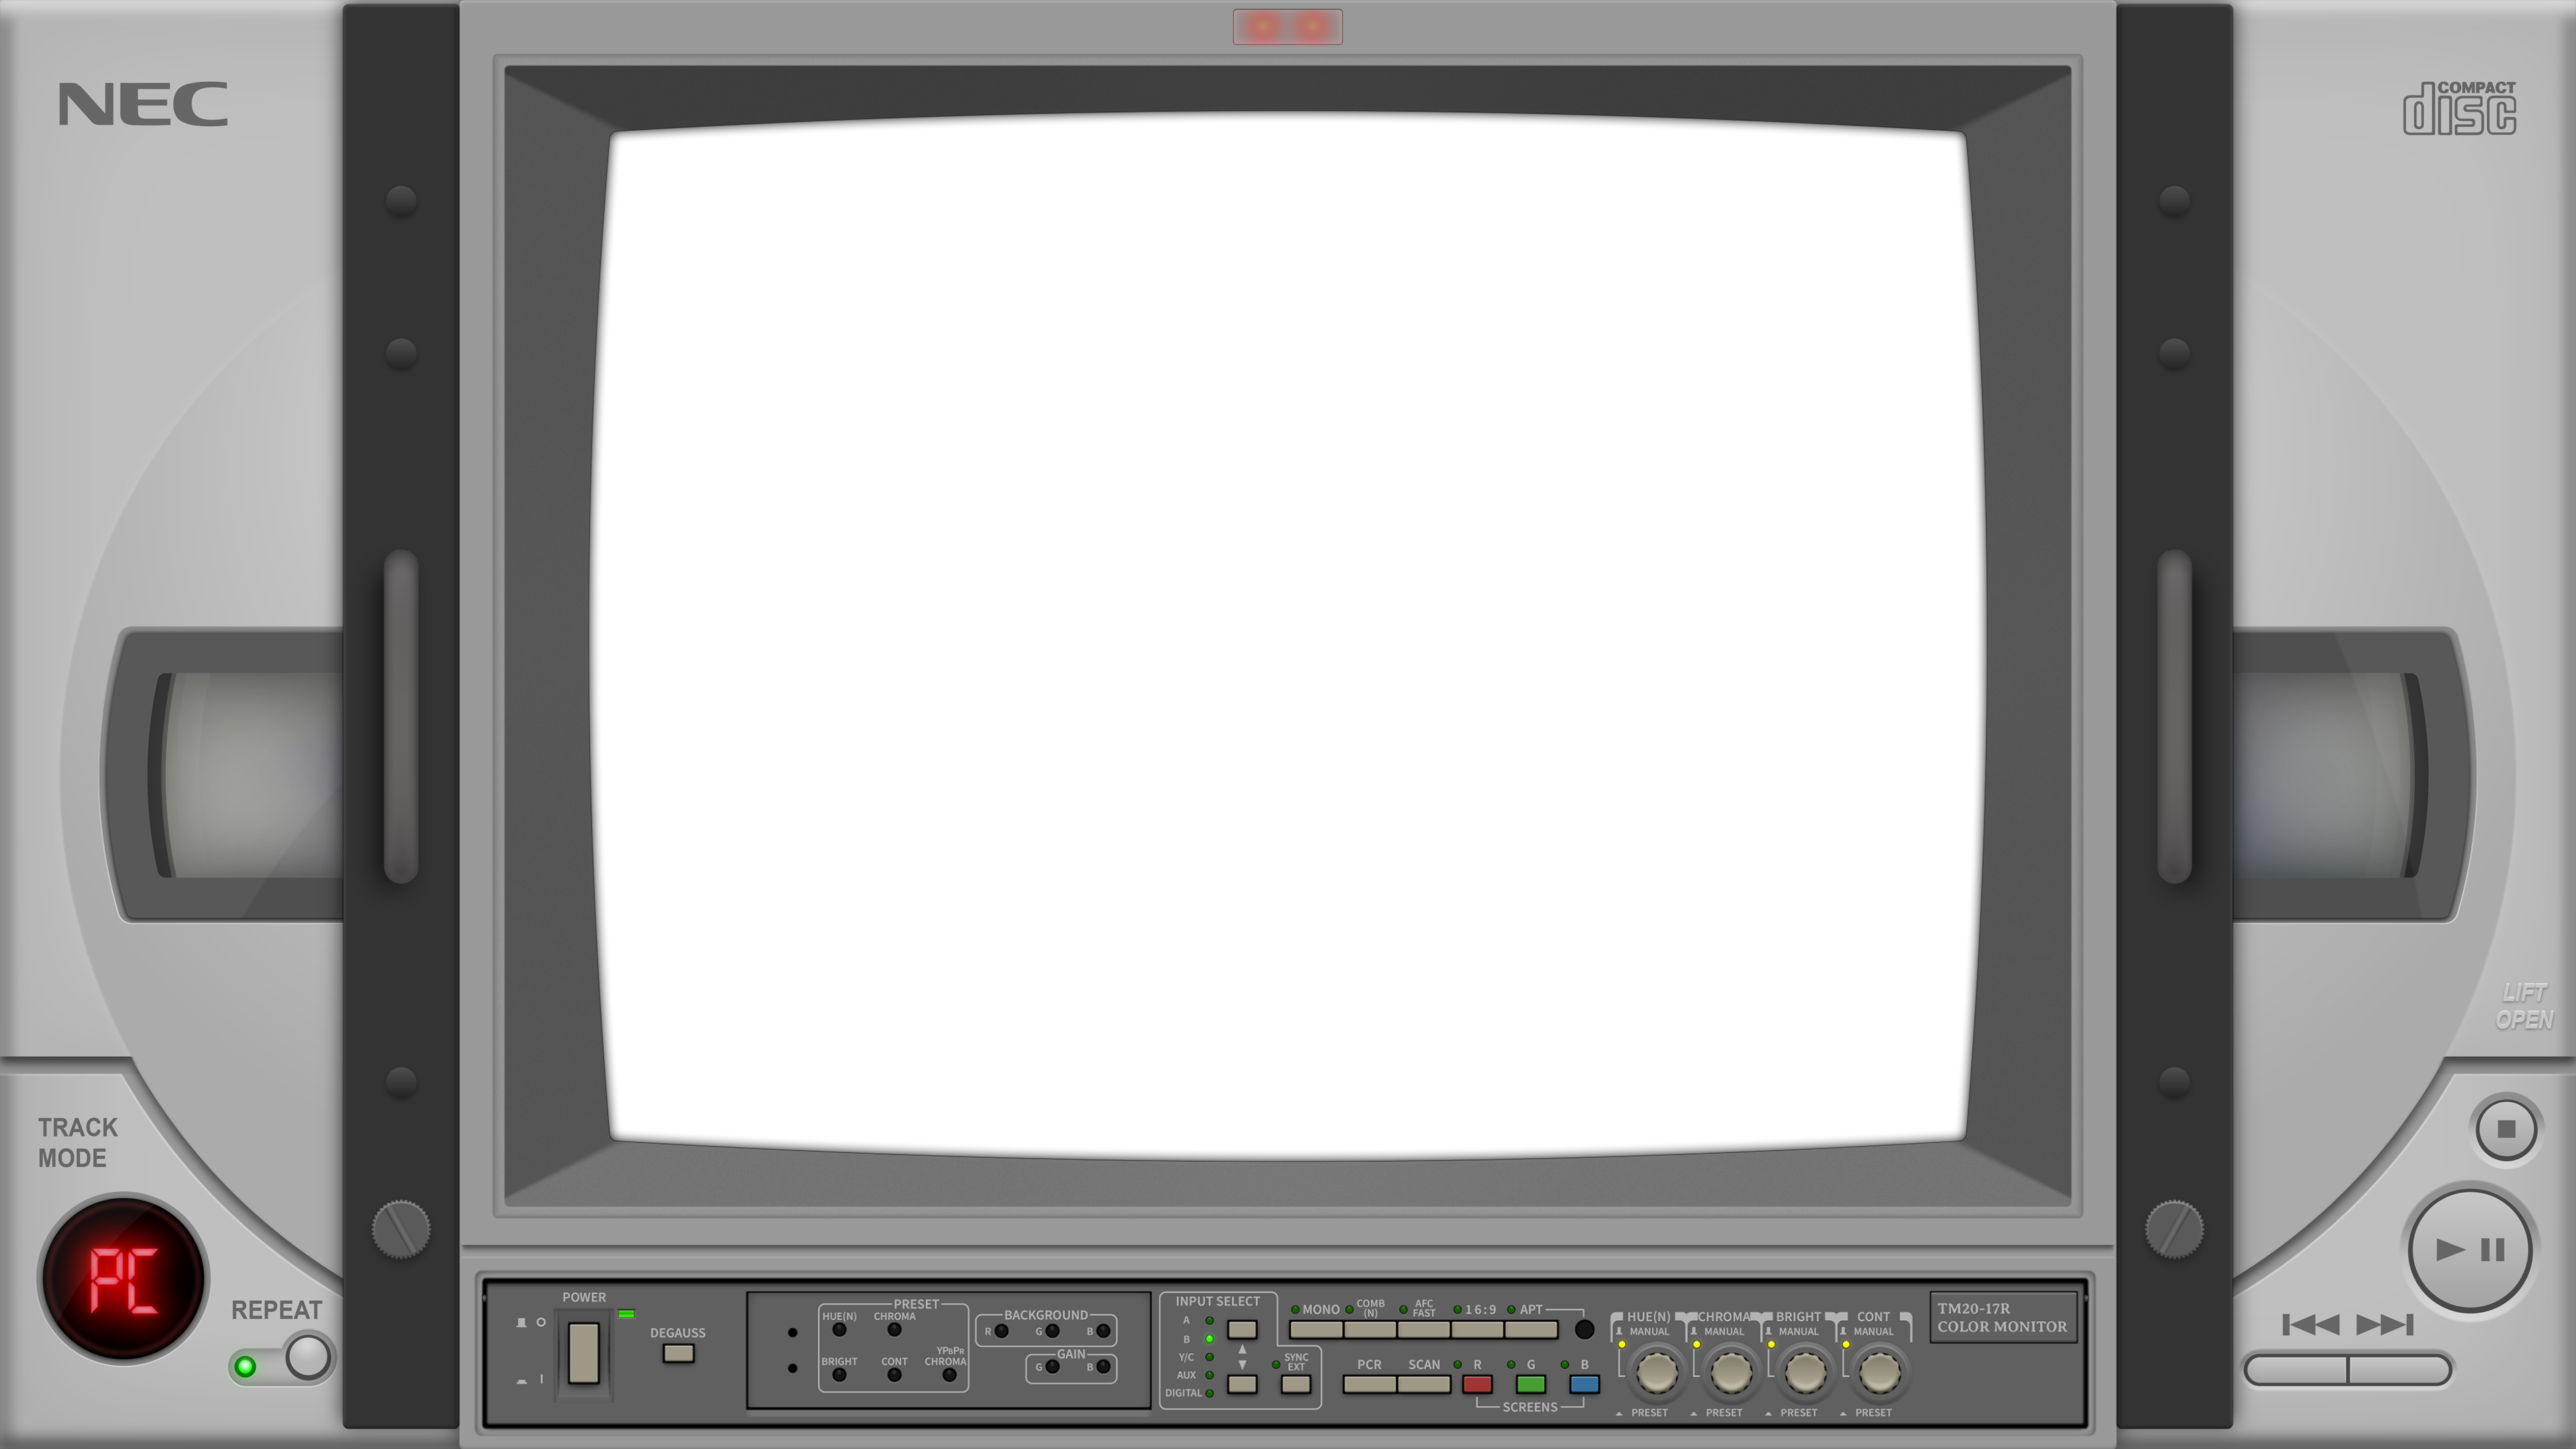 NEC
COMPACT
disc
LIFT
OPEN
TRACK
MODE
PC
REPEAT
POWER
DEGAUSS
PRESET
HUE(N) CHROMA
BRIGHT CONT YPBPR
CHROMA
BACKGROUND
R G B
GAIN
G B
INPUT SELECT
A
B
Y/C
AUX
DIGITAL
SYNC
EXT
MONO COMB
(N) AFC
FAST 16:9 APT
PCR SCAN R G B
SCREENS
HUE(N) CHROMA BRIGHT CONT
MANUAL MANUAL MANUAL MANUAL
PRESET PRESET PRESET PRESET
TM20-17R
COLOR MONITOR